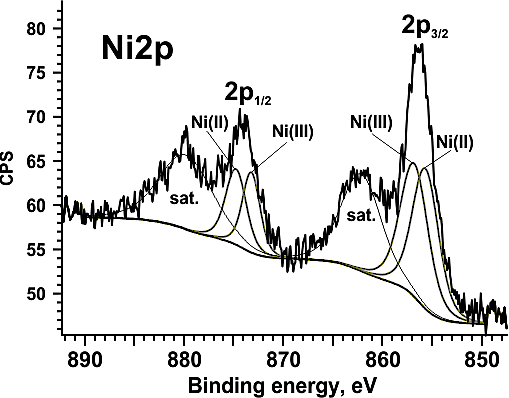 80
75
70
65
60
55
50
CPS
Ni2p
2p3/2
2p1/2
Ni(II)
Ni(III)
Ni(III)
Ni(II)
sat.
sat.
890 880 870 860 850
Binding energy, eV